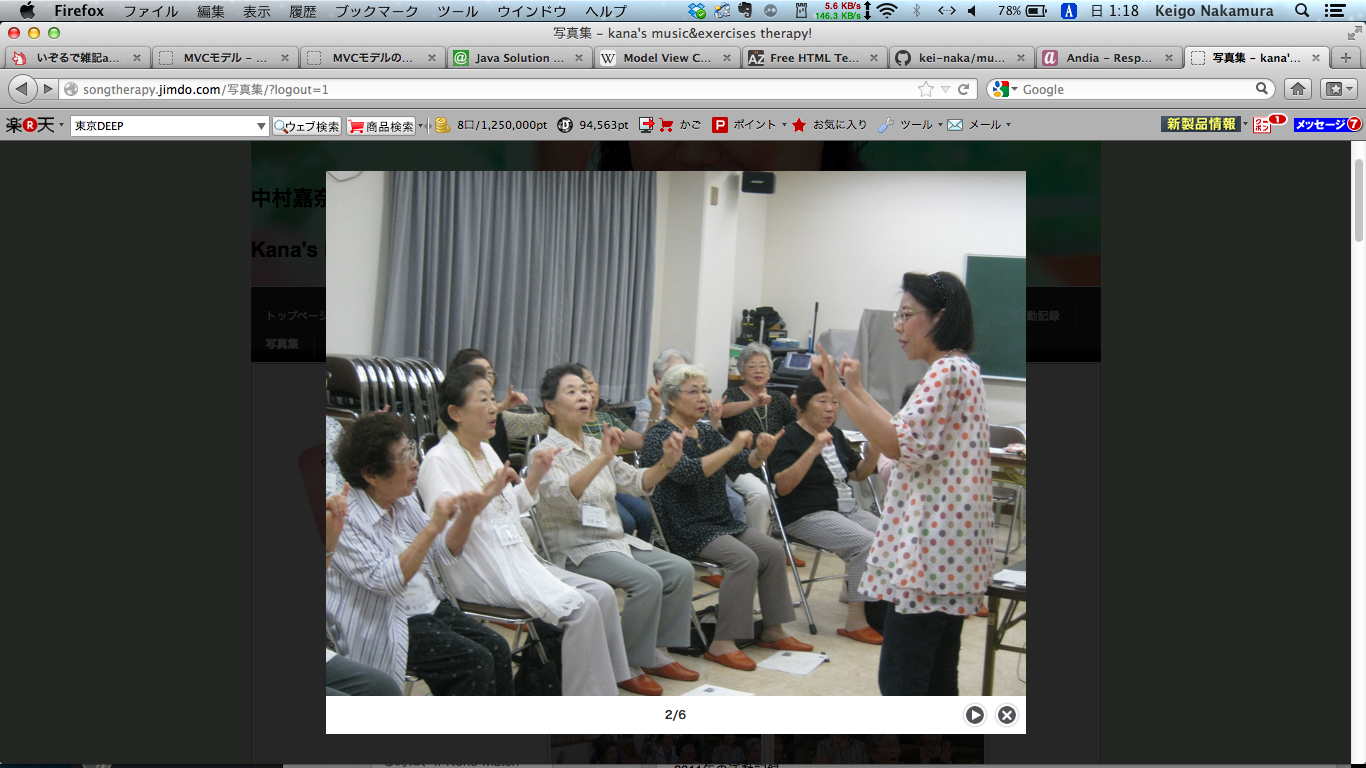 Firefox ファイル 編集 表示 履歴 ブックマーク ツール ウインドウ ヘルプ 5.6 KB/s 146.3 KB/s 78% A 日 1:18 Keigo Nakamura
写真集 – kana's music&exercises therapy!
いぞるで雑記a... MVCモデル – ... MVCモデルの... Java Solution ... Model View C... Free HTML Te... kei-naka/mu... Andia – Resp... 写真集 – kana'...
songtherapy.jimdo.com/写真集/?logout=1 Google
楽R天 東京DEEP ウェブ検索 商品検索 8口/1,250,000pt 94,563pt かご P ポイント お気に入り ツール メール 新製品情報 クーポン 1 メッセージ 7
中村嘉奈
Kana's
トップページ 動記録
写真集
2/6